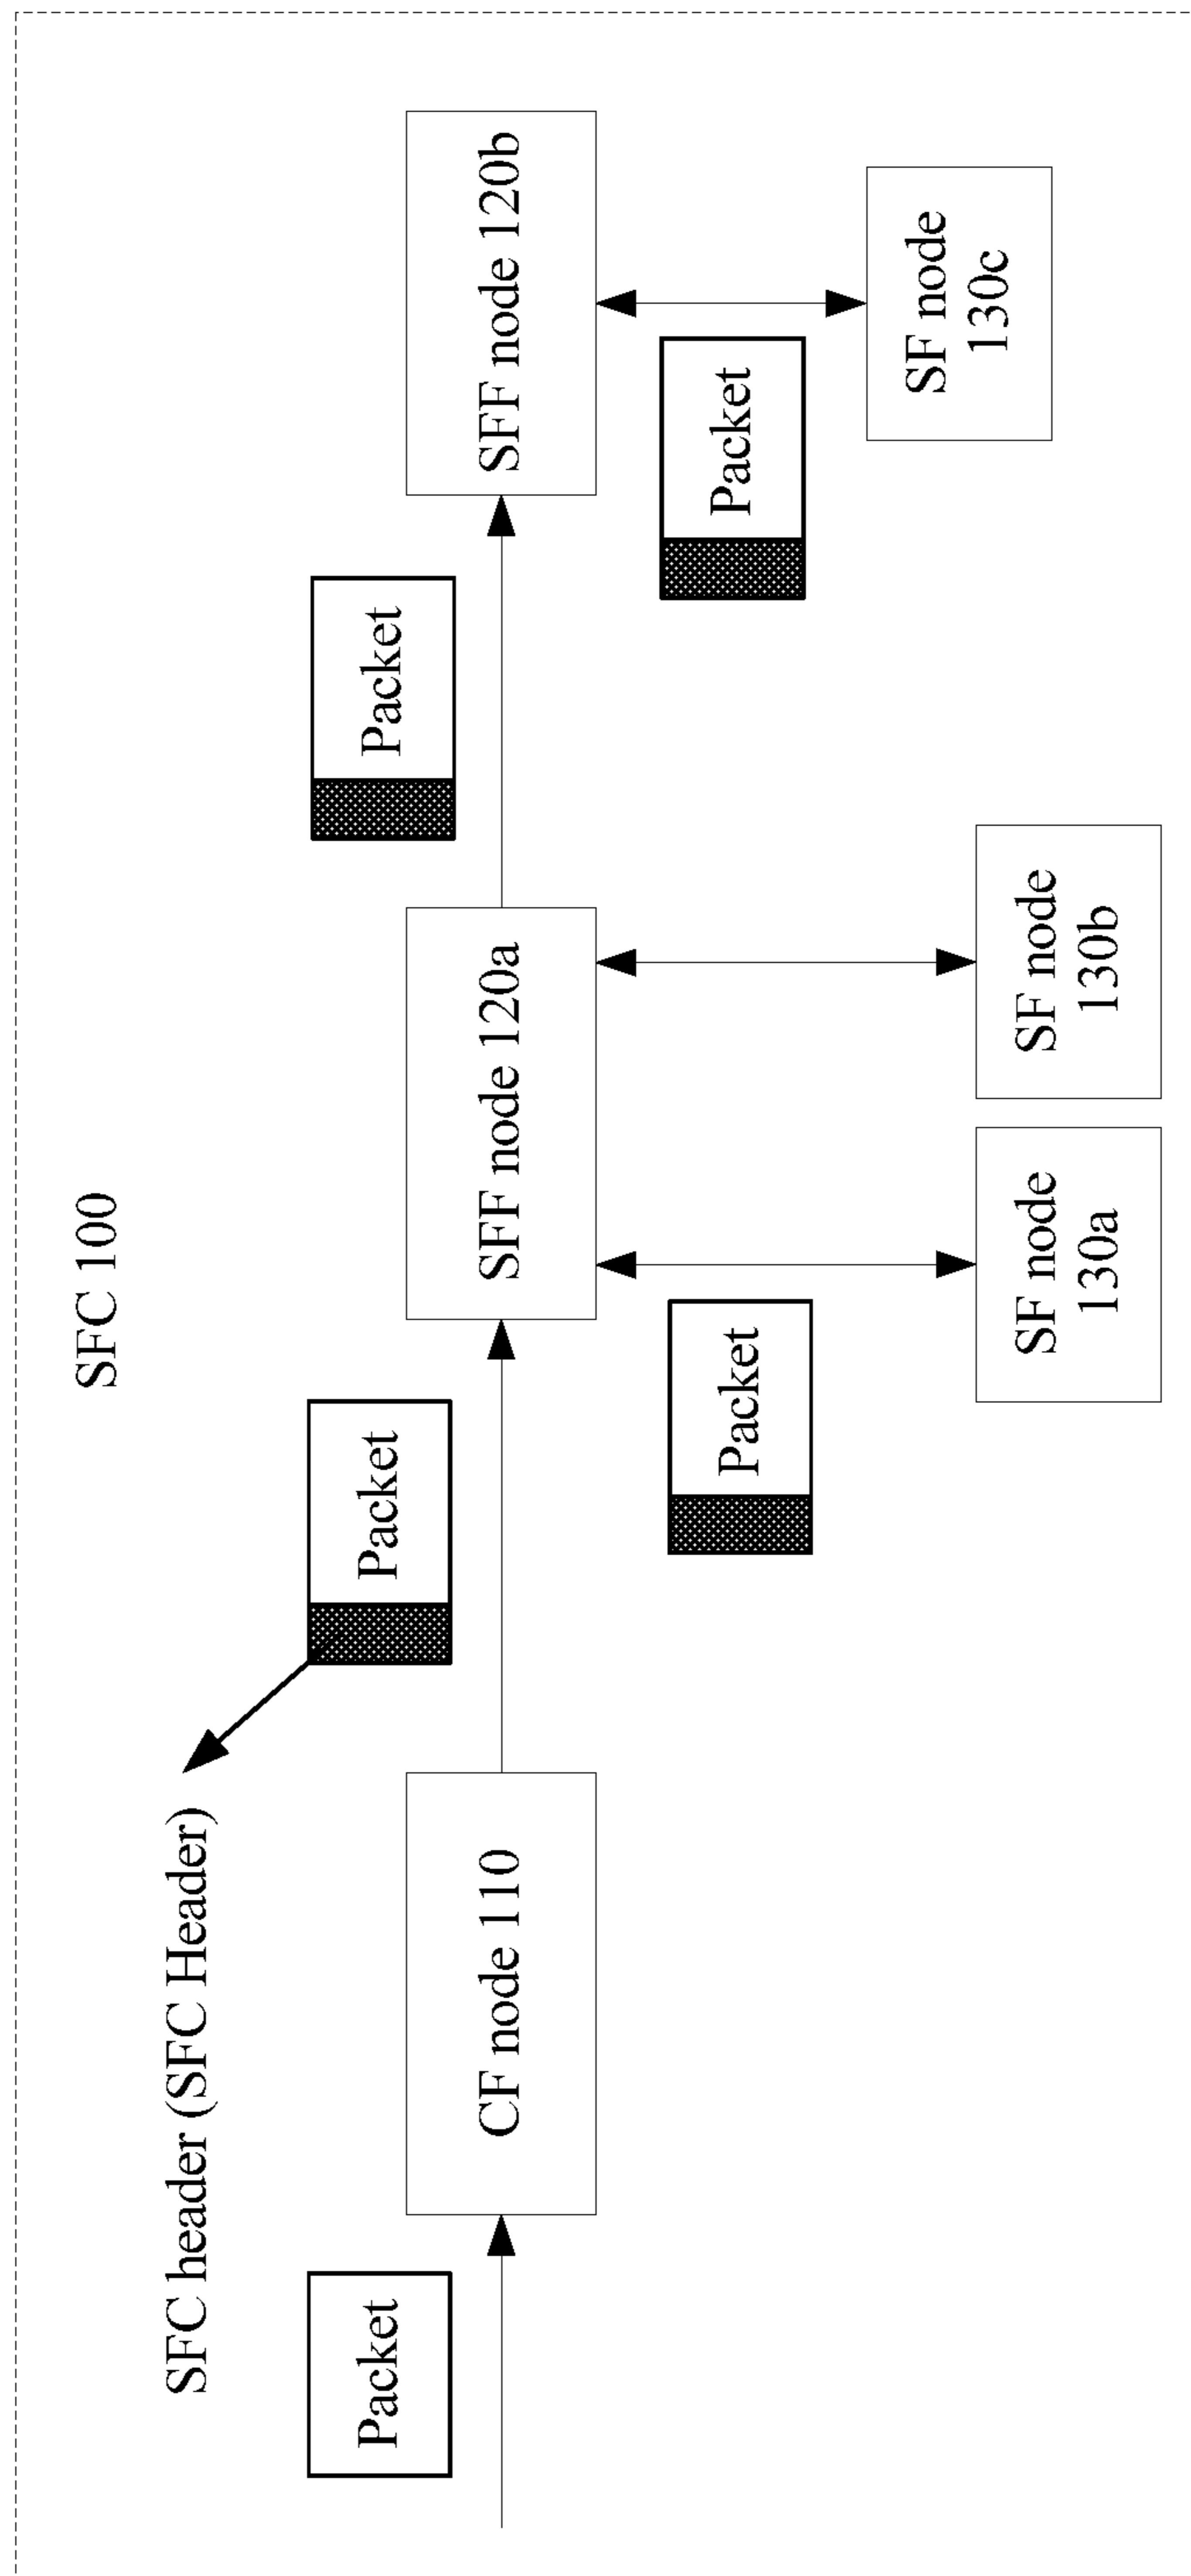 SFC 100
SFC header (SFC Header)
Packet
Packet
Packet
CF node 110
SFF node 120a
SFF node 120b
Packet
Packet
SF node
130a
SF node
130b
SF node
130c